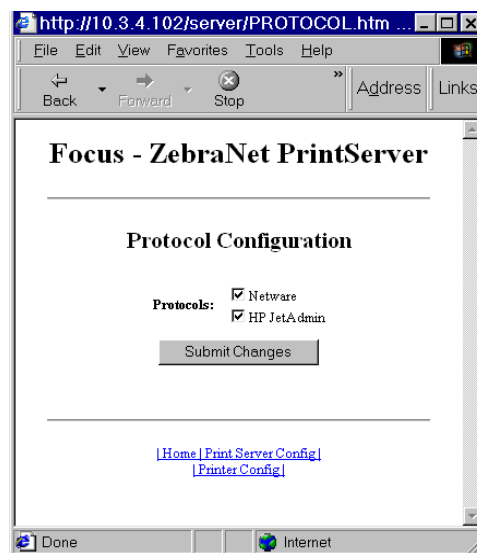 http://10.3.4.102/server/PROTOCOL.htm ...
File Edit View Favorites Tools Help
Back Forward Stop » Address Links
Focus - ZebraNet PrintServer
Protocol Configuration
Protocols:
Netware
HP JetAdmin
Submit Changes
| Home | Print Server Config |
| Printer Config |
Done Internet